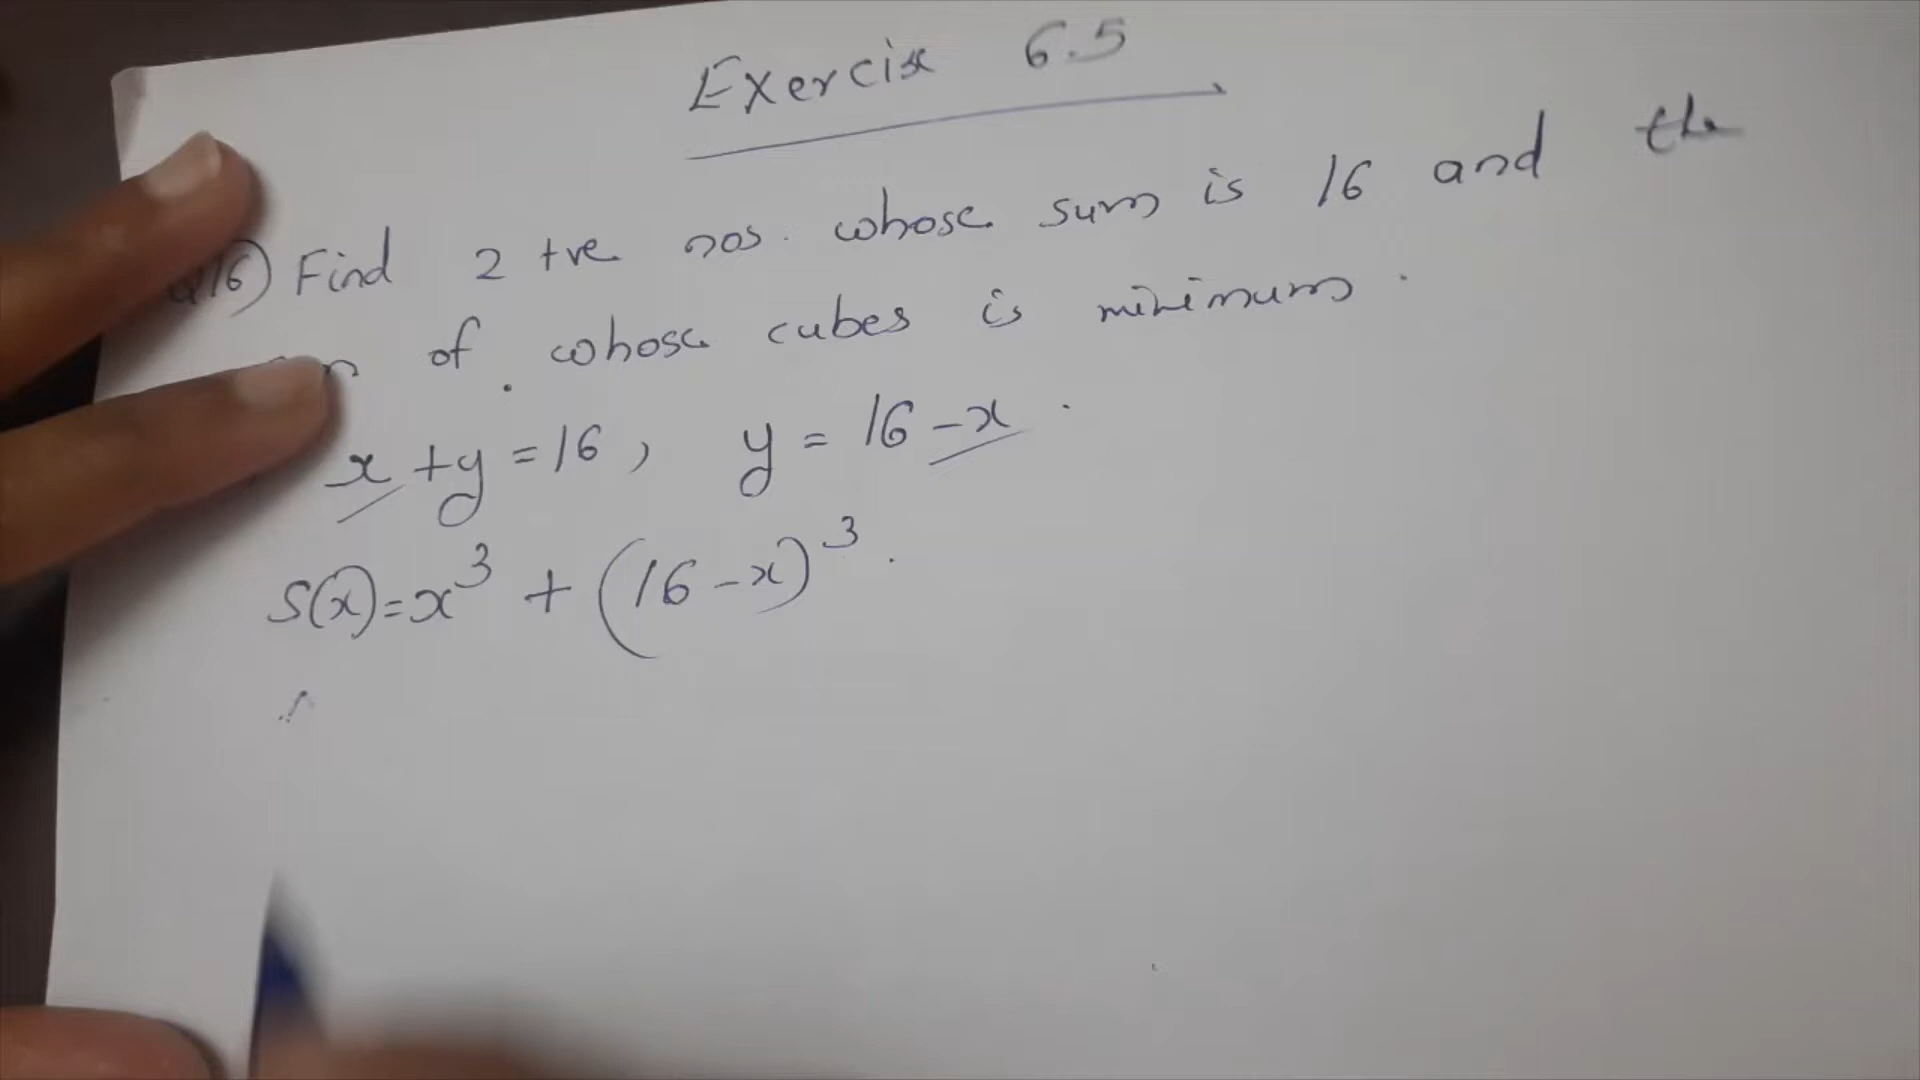 Exercise 6.5
Q16) Find 2 +ve nos. whose sum is 16 and the
of whose cubes is minimum.
x + y = 16, y = 16 - x.
S(x) = x³ + (16 - x)³.